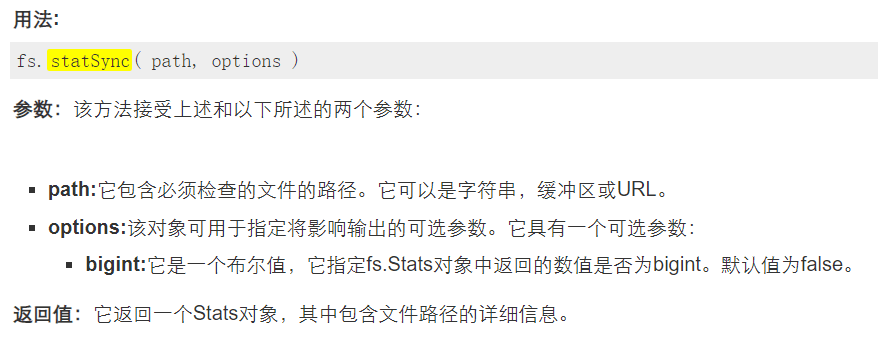 用法:
fs.statSync( path, options )
参数：该方法接受上述和以下所述的两个参数：
path:它包含必须检查的文件的路径。它可以是字符串，缓冲区或URL。
options:该对象可用于指定将影响输出的可选参数。它具有一个可选参数：
bigint:它是一个布尔值，它指定fs.Stats对象中返回的数值是否为bigint。默认值为false。
返回值：它返回一个Stats对象，其中包含文件路径的详细信息。